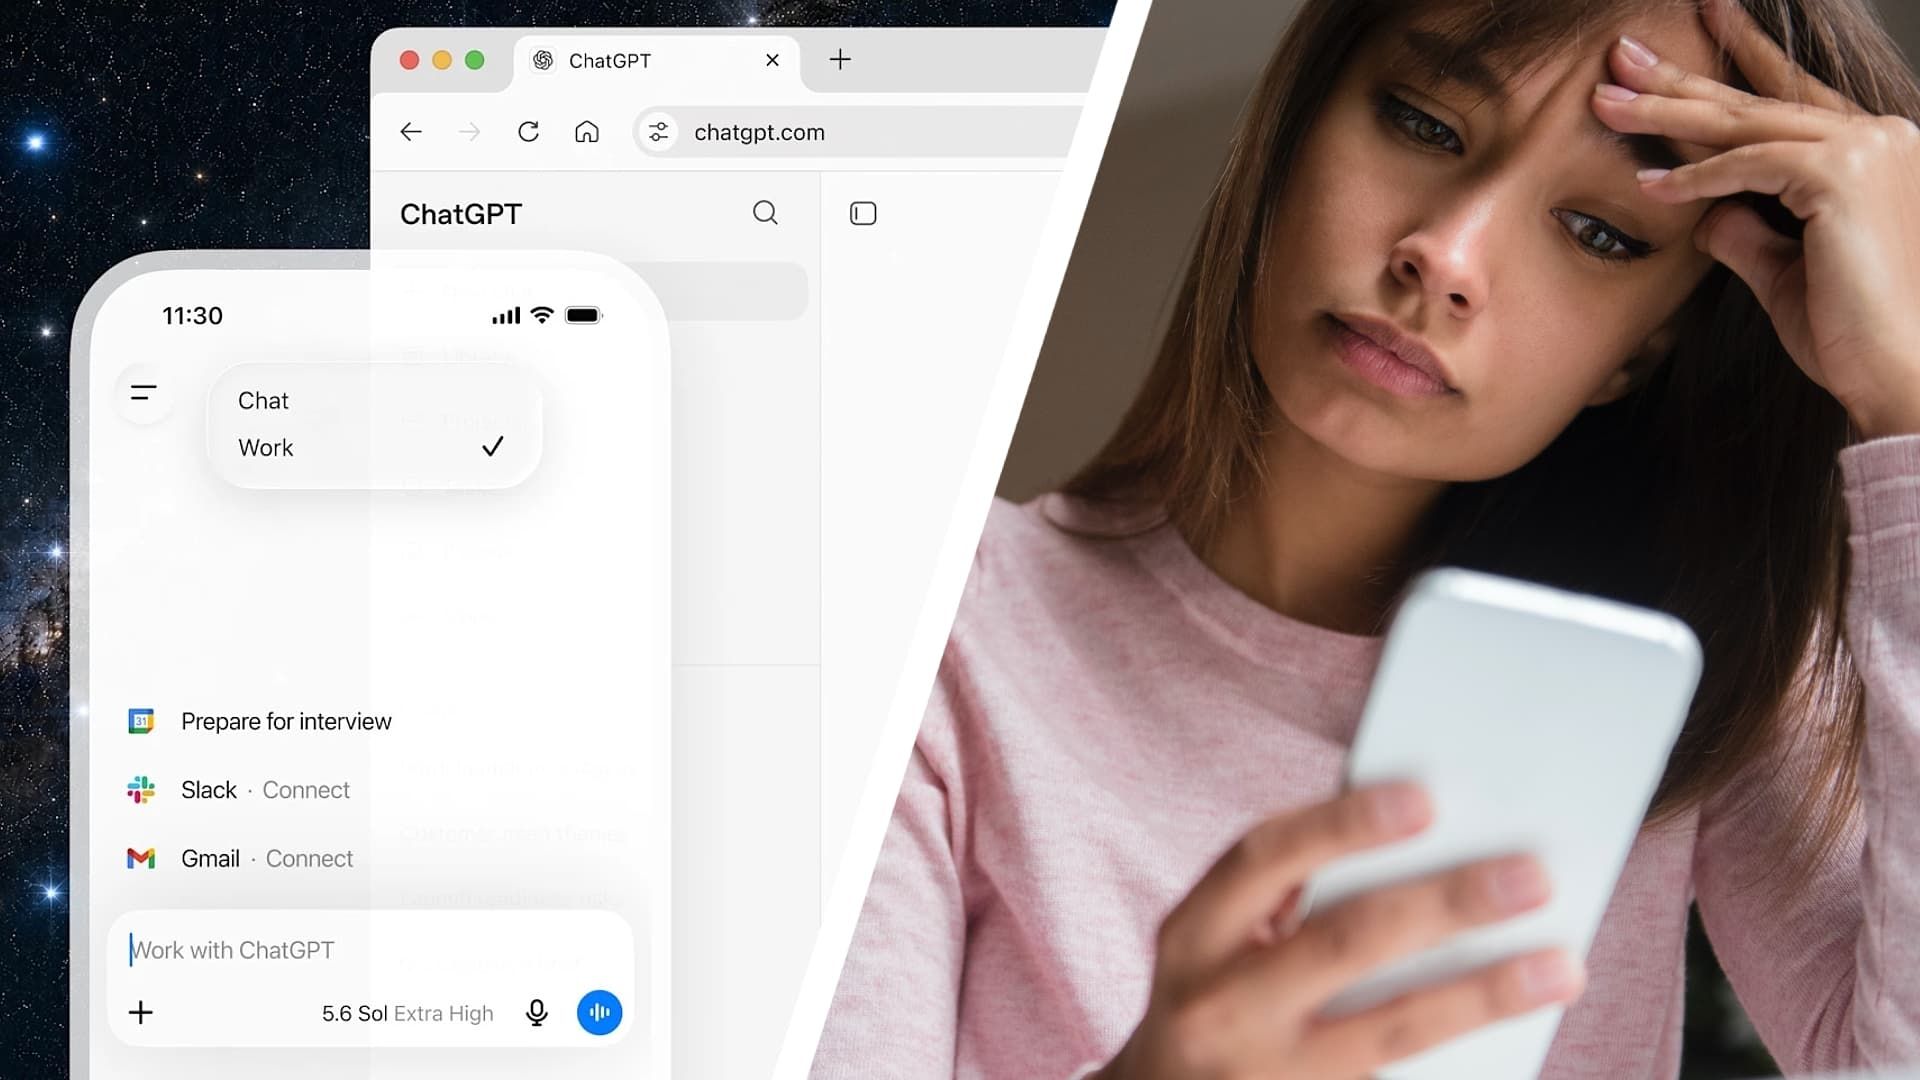 ChatGPT
chatgpt.com
ChatGPT
11:30
Chat
Work
31
Prepare for interview
Slack · Connect
Gmail · Connect
Work with ChatGPT
5.6 Sol Extra High